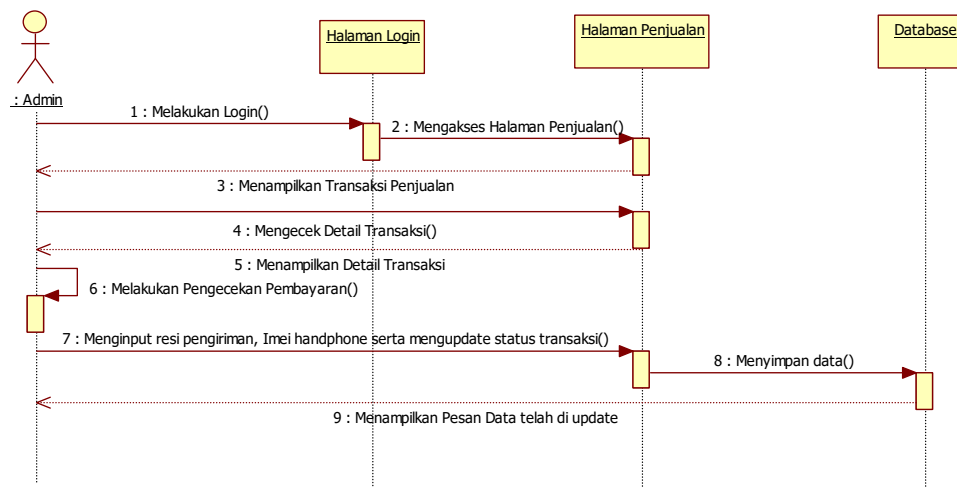 Halaman Login
Halaman Penjualan
Database
: Admin
1 : Melakukan Login()
2 : Mengakses Halaman Penjualan()
3 : Menampilkan Transaksi Penjualan
4 : Mengecek Detail Transaksi()
5 : Menampilkan Detail Transaksi
6 : Melakukan Pengecekan Pembayaran()
7 : Menginput resi pengiriman, Imei handphone serta mengupdate status transaksi()
8 : Menyimpan data()
9 : Menampilkan Pesan Data telah di update